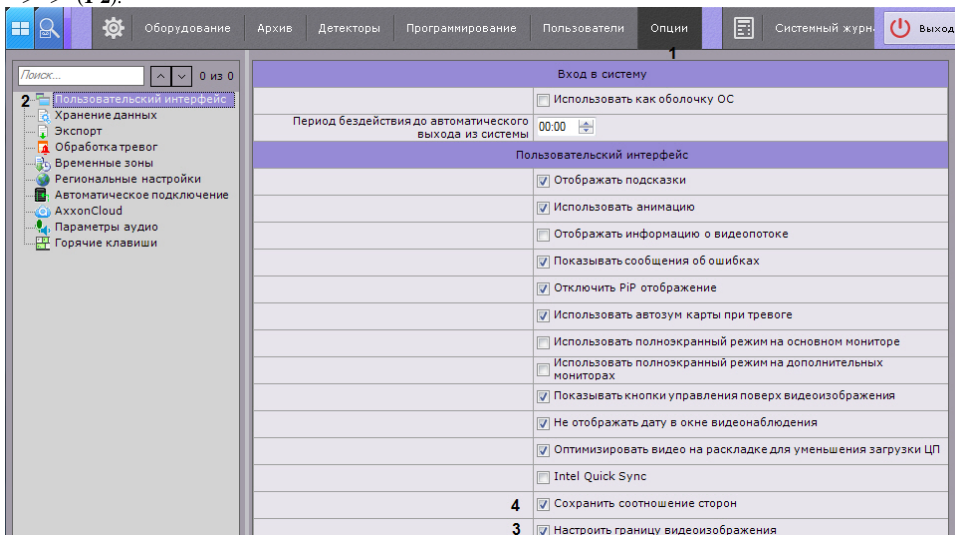 Оборудование Архив Детекторы Программирование Пользователи Опции Системный журн. Выход
1
Поиск... 0 из 0
2 Пользовательский интерфейс
Хранение данных
Экспорт
Обработка тревог
Временные зоны
Региональные настройки
Автоматическое подключение
AxxonCloud
Параметры аудио
Горячие клавиши
Вход в систему
Использовать как оболочку ОС
Период бездействия до автоматического
выхода из системы 00:00
Пользовательский интерфейс
Отображать подсказки
Использовать анимацию
Отображать информацию о видеопотоке
Показывать сообщения об ошибках
Отключить PiP отображение
Использовать автозум карты при тревоге
Использовать полноэкранный режим на основном мониторе
Использовать полноэкранный режим на дополнительных
мониторах
Показывать кнопки управления поверх видеоизображения
Не отображать дату в окне видеонаблюдения
Оптимизировать видео на раскладке для уменьшения загрузки ЦП
Intel Quick Sync
4 Сохранить соотношение сторон
3 Настроить границу видеоизображения